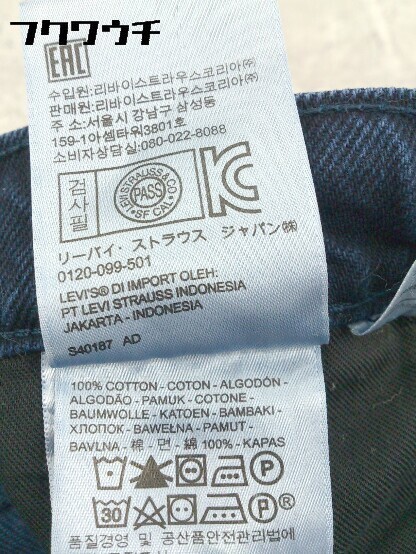 フクワウチ
EAC
수입원:리바이스트라우스코리아㈜
판매원:리바이스트라우스코리아㈜
주 소:서울시 강남구 삼성동
159-1아셈타워3801호
소비자상담실:080-022-8088
검사필
LEVI STRAUSS & CO
PASS
SF CAL
リーバイ・ストラウス ジャパン㈱
0120-099-501
LEVI'S® DI IMPORT OLEH:
PT LEVI STRAUSS INDONESIA
JAKARTA - INDONESIA
S40187 AD
100% COTTON - COTON - ALGODÓN -
ALGODÃO - PAMUK - COTONE -
BAUMWOLLE - KATOEN - BAMBAKI -
ХЛОПОК - BAWEŁNA - PAMUT -
BAVLNA - 棉 - 면 - 綿 100% - KAPAS
P
30 P ®
품질경영 및 공산품안전관리법에